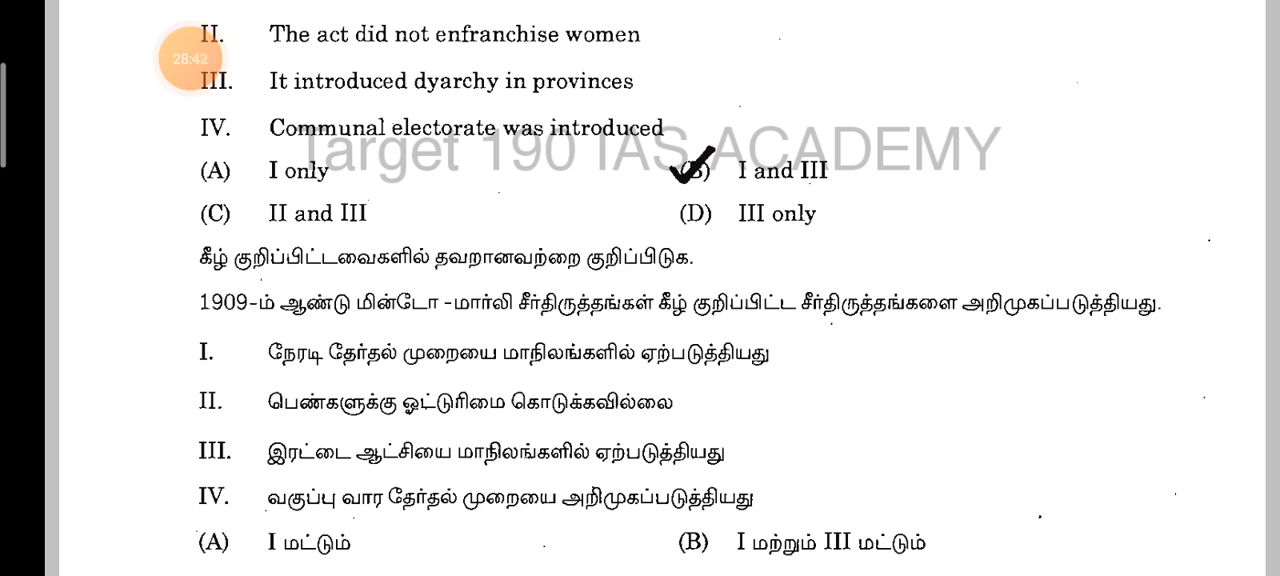 II. The act did not enfranchise women
28:42
III. It introduced dyarchy in provinces
IV. Communal electorate was introduced
Target 190 IAS ACADEMY
(A) I only (B) I and III
(C) II and III (D) III only
கீழ் குறிப்பிட்டவைகளில் தவறானவற்றை குறிப்பிடுக.
1909-ம் ஆண்டு மின்டோ -மார்லி சீர்திருத்தங்கள் கீழ் குறிப்பிட்ட சீர்திருத்தங்களை அறிமுகப்படுத்தியது.
I. நேரடி தேர்தல் முறையை மாநிலங்களில் ஏற்படுத்தியது
II. பெண்களுக்கு ஓட்டுரிமை கொடுக்கவில்லை
III. இரட்டை ஆட்சியை மாநிலங்களில் ஏற்படுத்தியது
IV. வகுப்பு வார தேர்தல் முறையை அறிமுகப்படுத்தியது
(A) I மட்டும் (B) I மற்றும் III மட்டும்